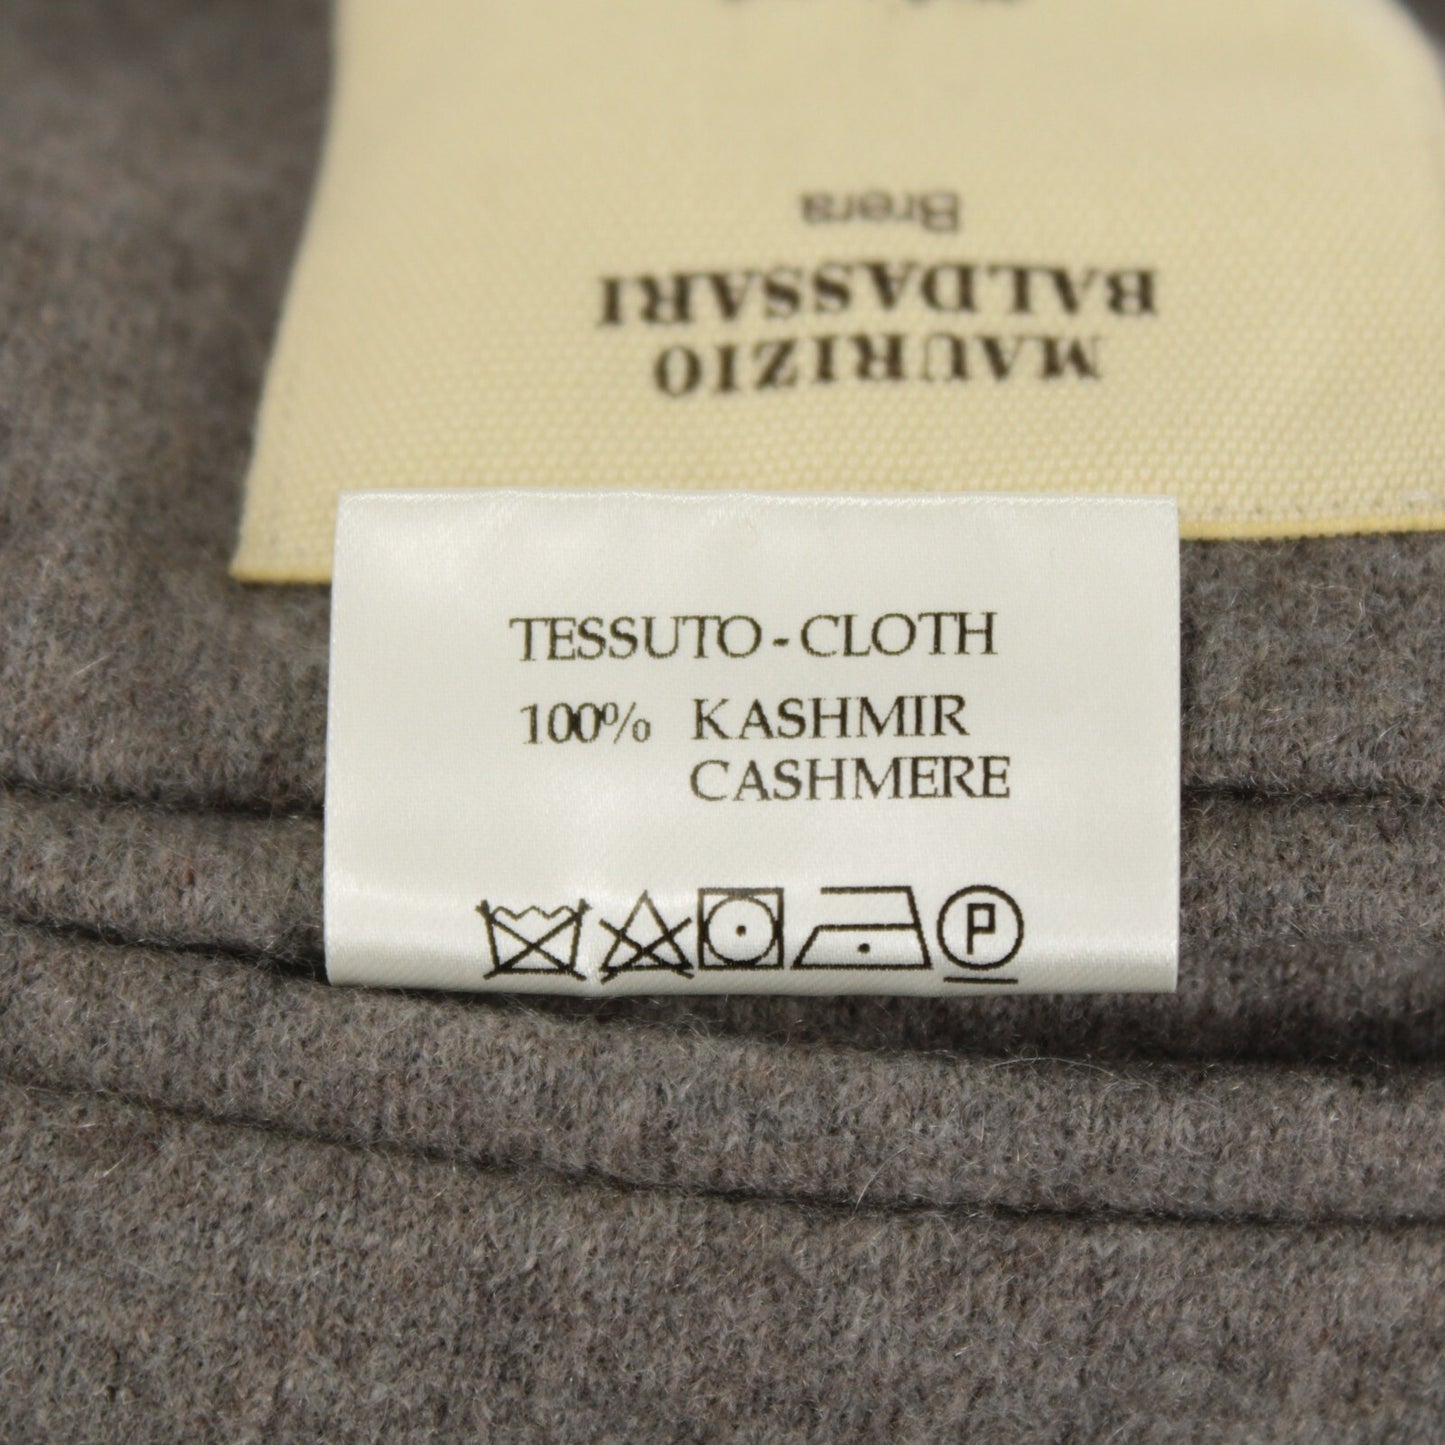 Brera
BALDASSARI
MAURIZIO
TESSUTO - CLOTH
100% KASHMIR
CASHMERE
P